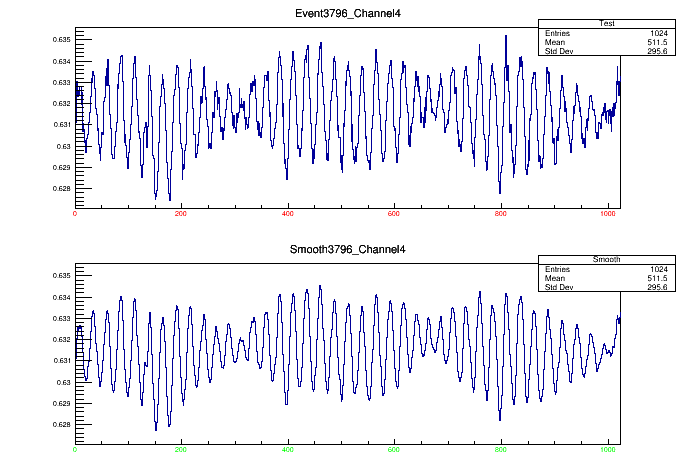 Event3796_Channel4
Test
Entries 1024
Mean 511.5
Std Dev 295.6
0.635
0.634
0.633
0.632
0.631
0.63
0.629
0.628
0 200 400 600 800 1000
Smooth3796_Channel4
Smooth
Entries 1024
Mean 511.5
Std Dev 295.6
0.635
0.634
0.633
0.632
0.631
0.63
0.629
0.628
0 200 400 600 800 1000